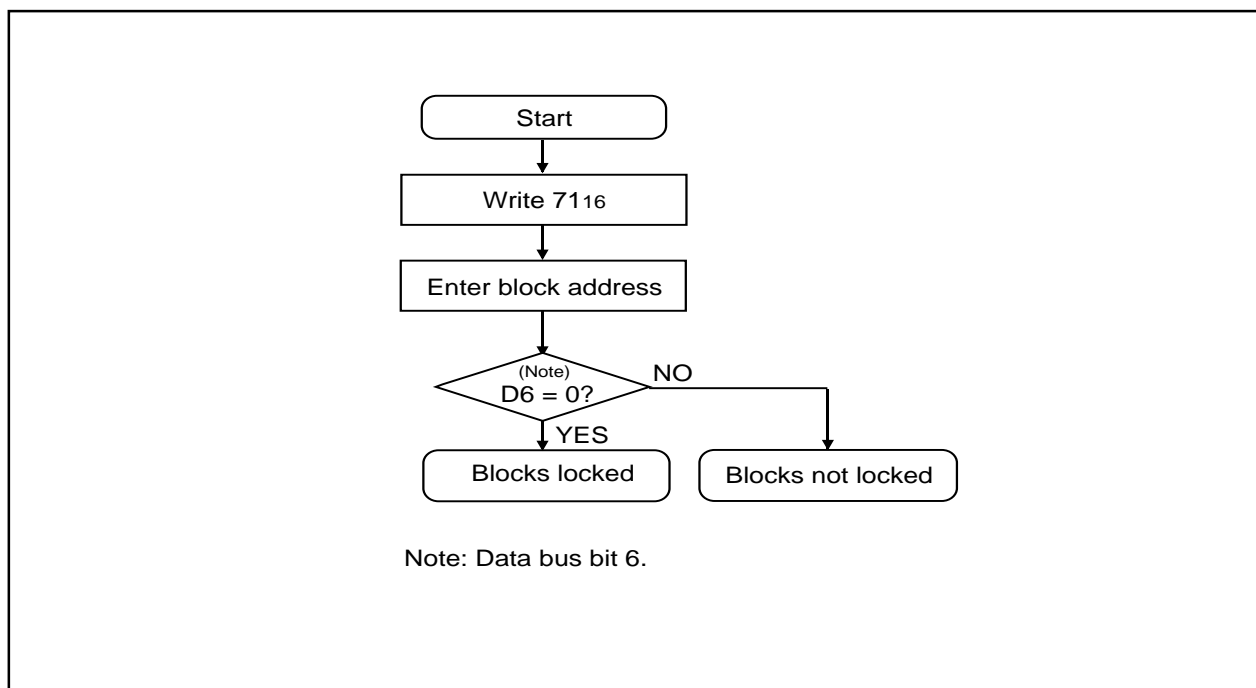 Start
Write 7116
Enter block address
(Note)
D6 = 0?
NO
YES
Blocks locked
Blocks not locked
Note: Data bus bit 6.